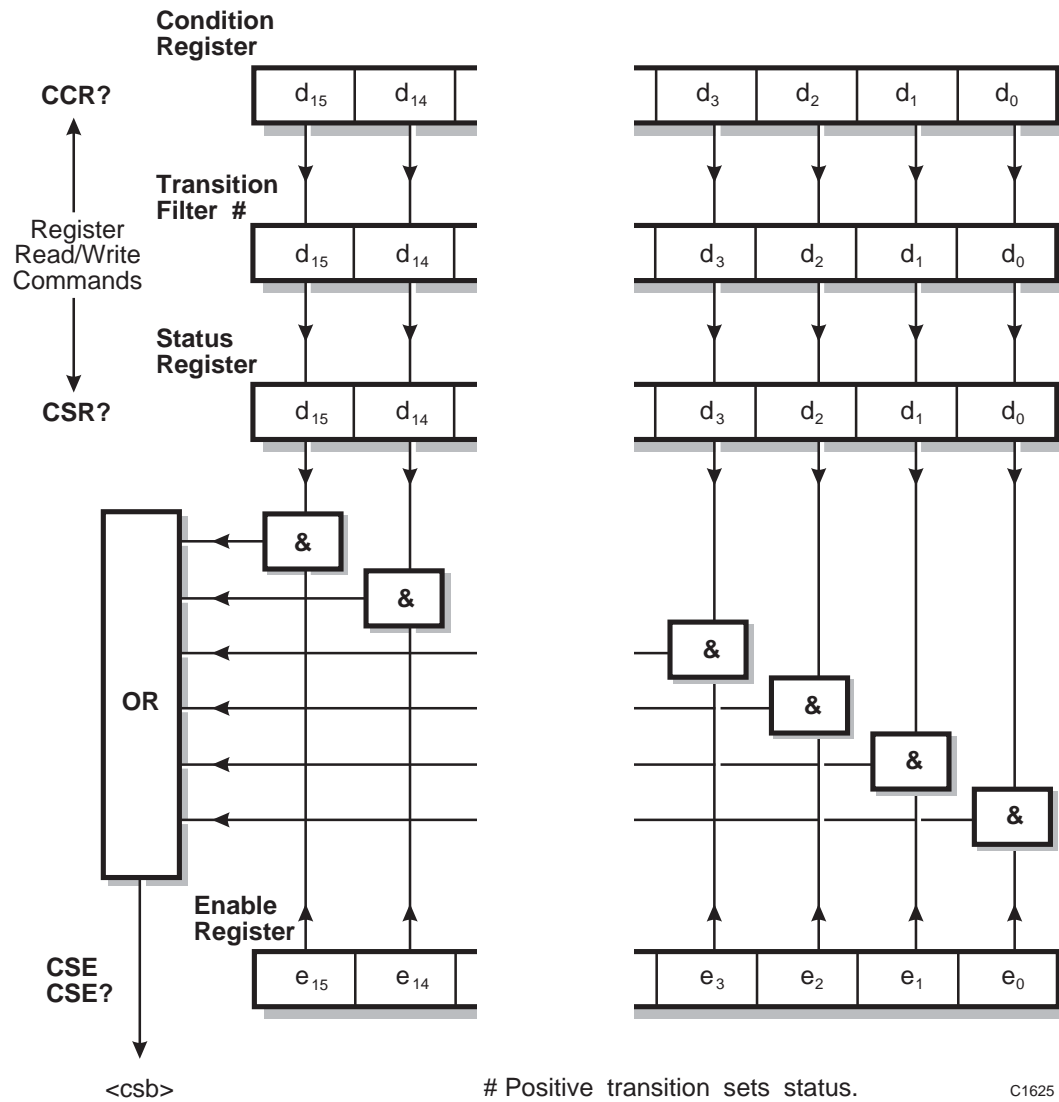 Condition
Register
CCR?
d15 d14 d3 d2 d1 d0
Transition
Filter #
Register
Read/Write
Commands
d15 d14 d3 d2 d1 d0
Status
Register
CSR?
d15 d14 d3 d2 d1 d0
&
&
&
OR
&
&
&
Enable
Register
CSE
CSE?
e15 e14 e3 e2 e1 e0
<csb>
# Positive transition sets status.
C1625